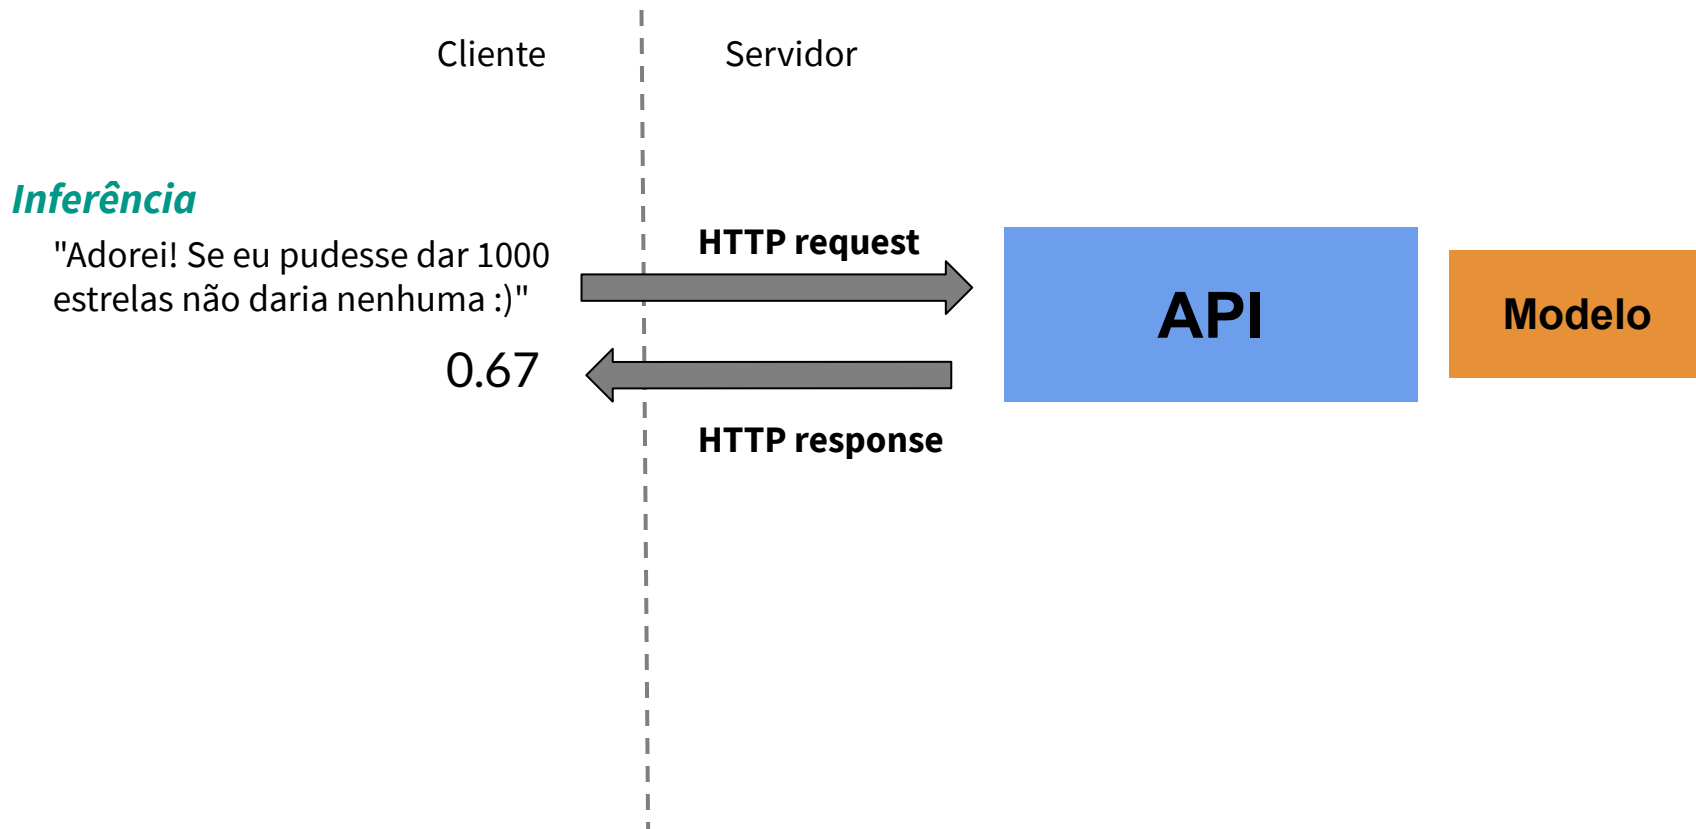 Cliente
Servidor
Inferência
"Adorei! Se eu pudesse dar 1000
estrelas não daria nenhuma :)"
HTTP request
0.67
HTTP response
API
Modelo